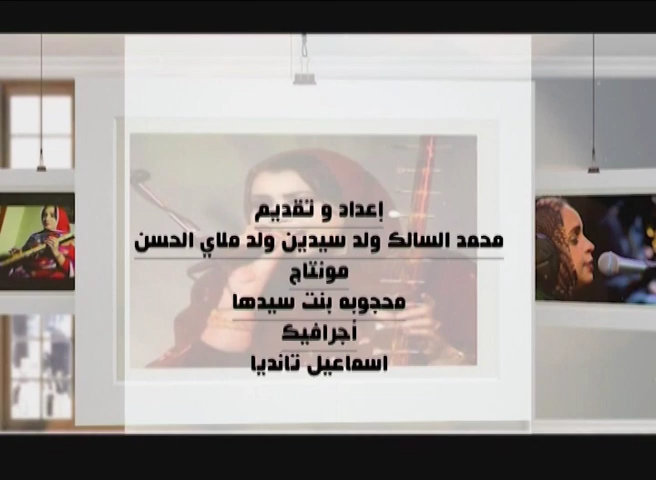 إعداد و تقديم
محمد السالك ولد سيدين ولد ملاي الحسن
مونتاج
محجوبه بنت سيدها
أجرافيك
اسماعيل تانديا